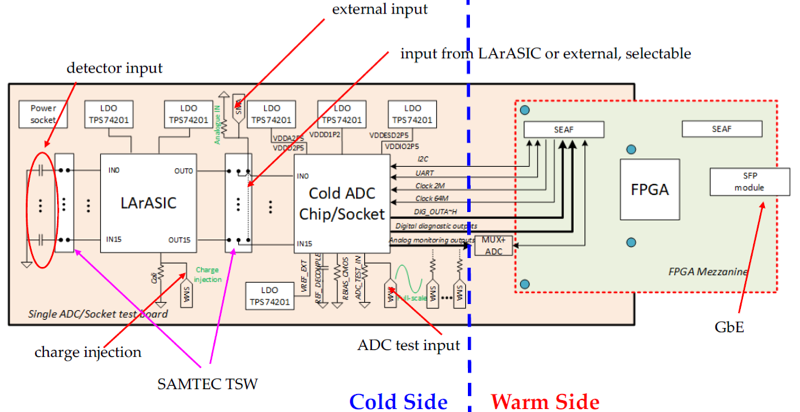 external input
input from LArASIC or external, selectable
detector input
Power
socket
LDO
TPS74201
LDO
TPS74201
Analogue IN
SMA
LDO
TPS74201
LDO
TPS74201
LDO
TPS74201
VDDA2P5
VDDD2P5
VDDD1P2
VDDESD2P5
VDDIO2P5
SEAF
SEAF
I2C
UART
Clock 2M
Clock 64M
DIG_OUTA~H
Digital diagnostic outputs
Analog monitoring outputs
IN0
OUT0
LArASIC
IN15
OUT15
IN0
Cold ADC
Chip/Socket
IN15
FPGA
SFP
module
MUX+
ADC
Charge
injection
SMA
LDO
TPS74201
VREF_EXT
REF_DECOUPLE
RBIAS_CMOS
ADC_TEST_IN
SMA
SMA
SMA
Single ADC/Socket test board
FPGA Mezzanine
charge injection
SAMTEC TSW
ADC test input
GbE
Cold Side
Warm Side